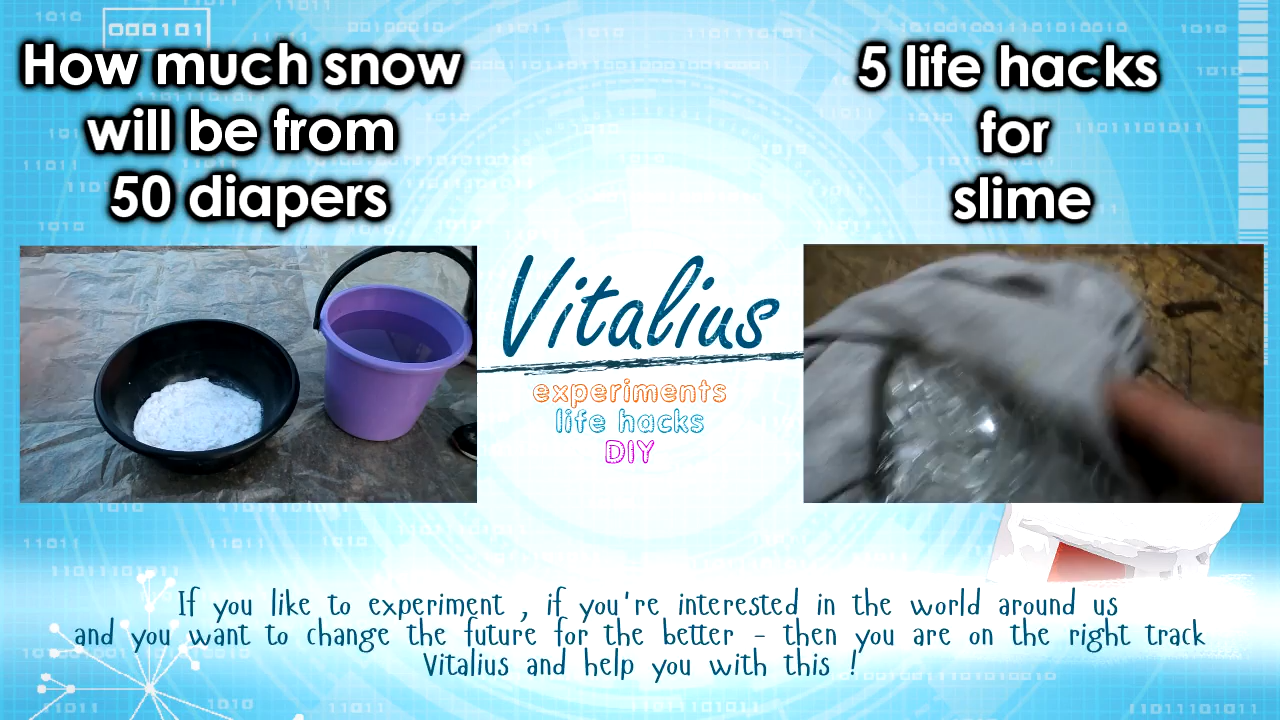 000101
How much snow
will be from
50 diapers
5 life hacks
for
slime
Vitalius
experiments
life hacks
DIY
If you like to experiment , if you're interested in the world around us
and you want to change the future for the better - then you are on the right track
Vitalius and help you with this !